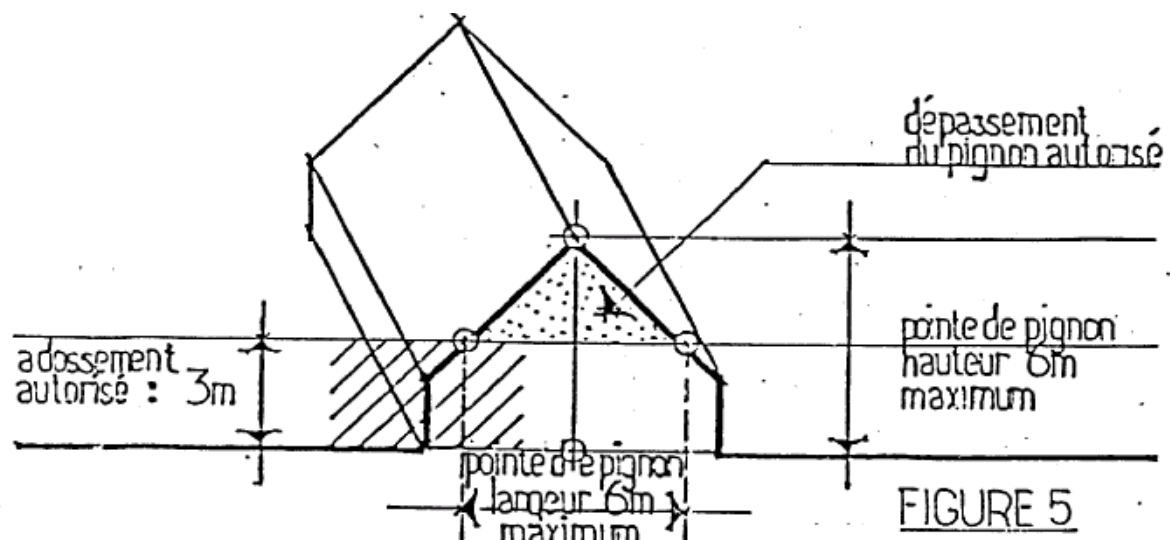 dépassement
du pignon autorisé
adossement
autorisé : 3m
pointe de pignon
hauteur 6m
maximum
pointe de pignon
largeur 6m
maximum
FIGURE 5